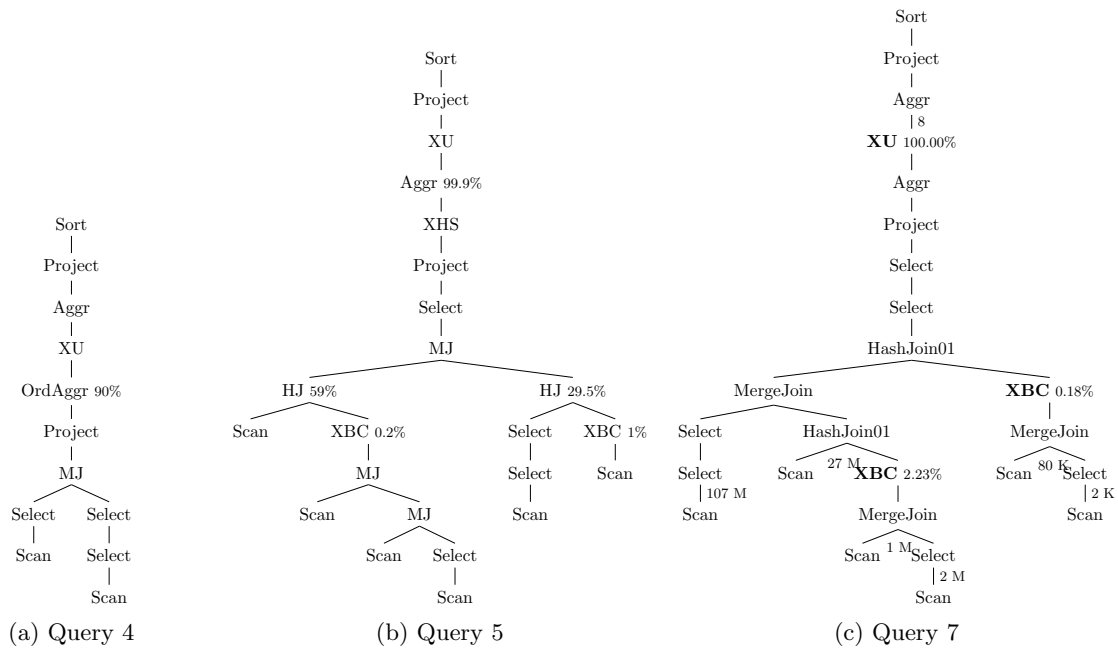 Sort
Project
Aggr
XU
OrdAggr 90%
Project
MJ
Select Select
Scan Select
Scan
(a) Query 4
Sort
Project
XU
Aggr 99.9%
XHS
Project
Select
MJ
HJ 59% HJ 29.5%
Scan XBC 0.2% Select XBC 1%
MJ Select Scan
Scan MJ Scan
Scan Select
Scan
(b) Query 5
Sort
Project
Aggr
8
XU 100.00%
Aggr
Project
Select
Select
HashJoin01
MergeJoin XBC 0.18%
Select HashJoin01 MergeJoin
27 M 80 K
Select Scan XBC 2.23% Scan Select
107 M 2 K
Scan MergeJoin Scan
1 M
Scan Select
2 M
Scan
(c) Query 7